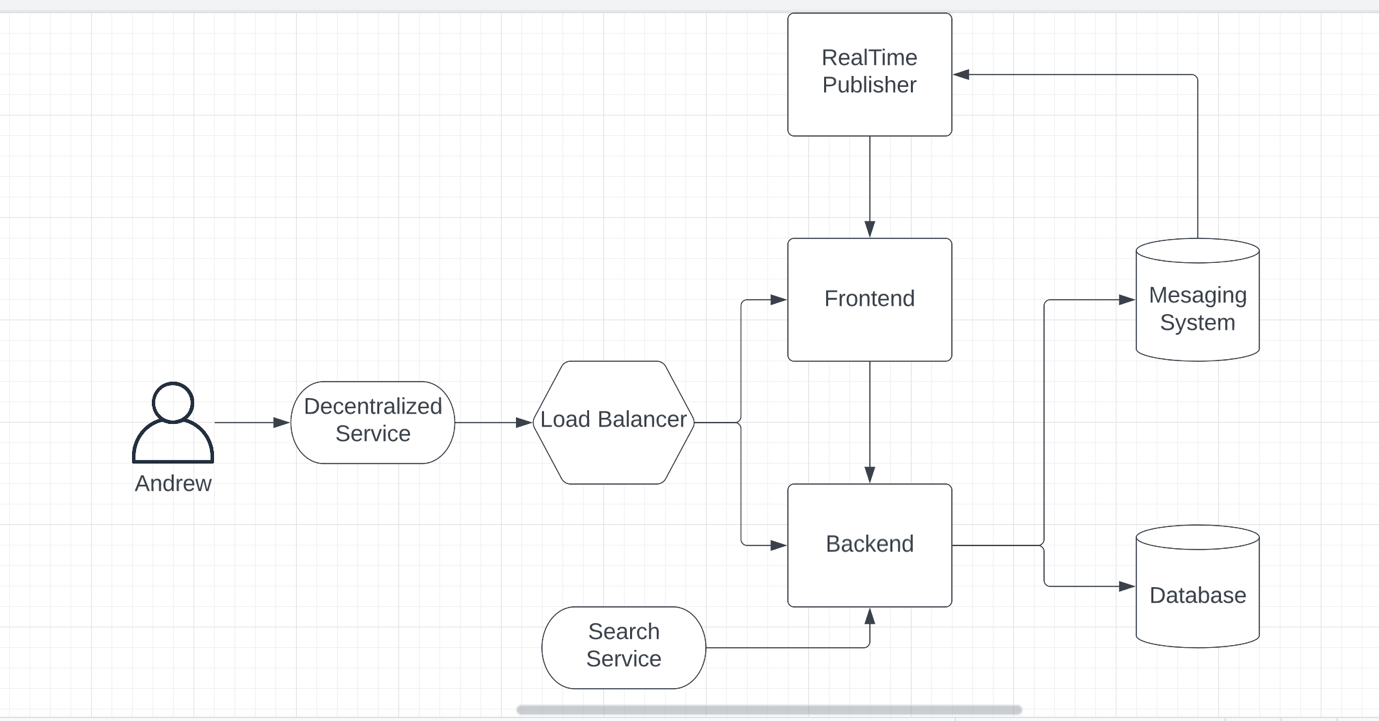 RealTime
Publisher
Frontend
Mesaging
System
Decentralized
Service
Load Balancer
Andrew
Backend
Database
Search
Service